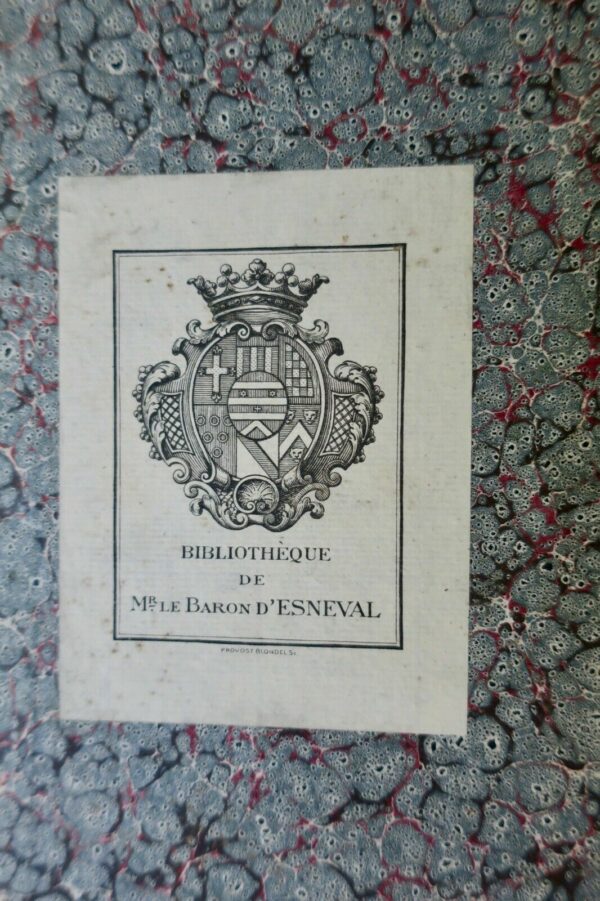 BIBLIOTHÈQUE
DE
MR. LE BARON D'ESNEVAL
PROVOST BLONDEL Sc.